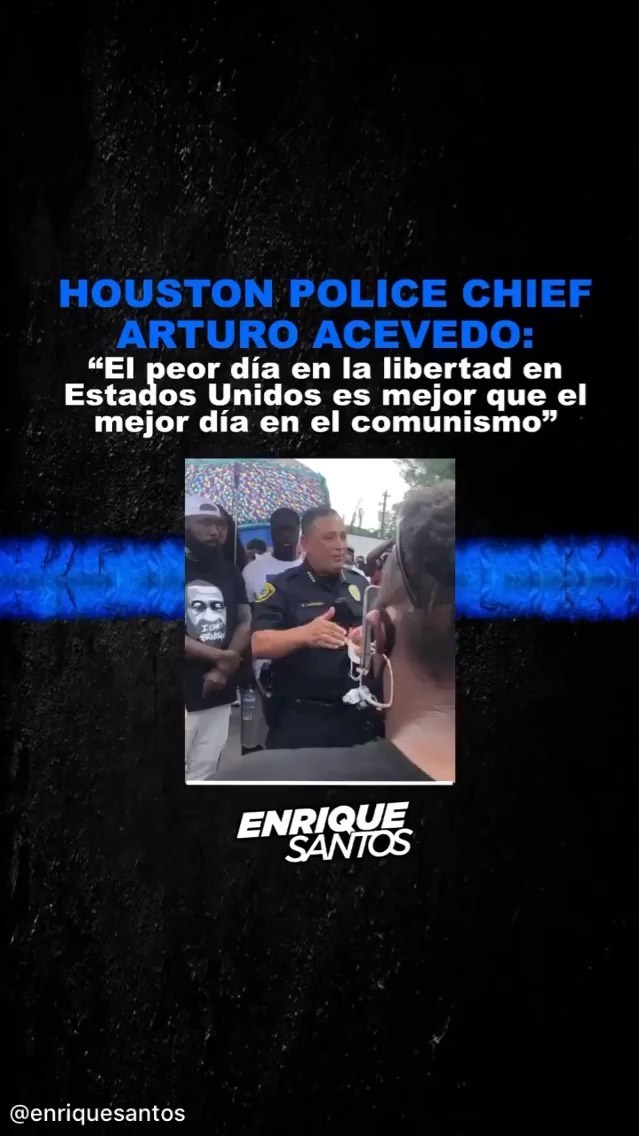 HOUSTON POLICE CHIEF
ARTURO ACEVEDO:
“El peor día en la libertad en
Estados Unidos es mejor que el
mejor día en el comunismo”
ENRIQUE
SANTOS
@enriquesantos